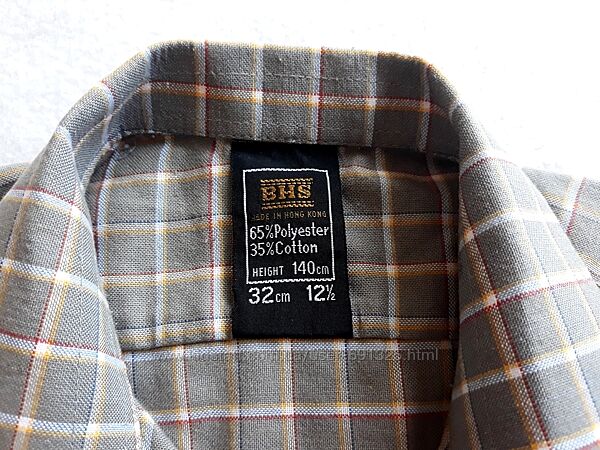 BHS
MADE IN HONG KONG
65%Polyester
35%Cotton
HEIGHT 140cm
32cm 12½